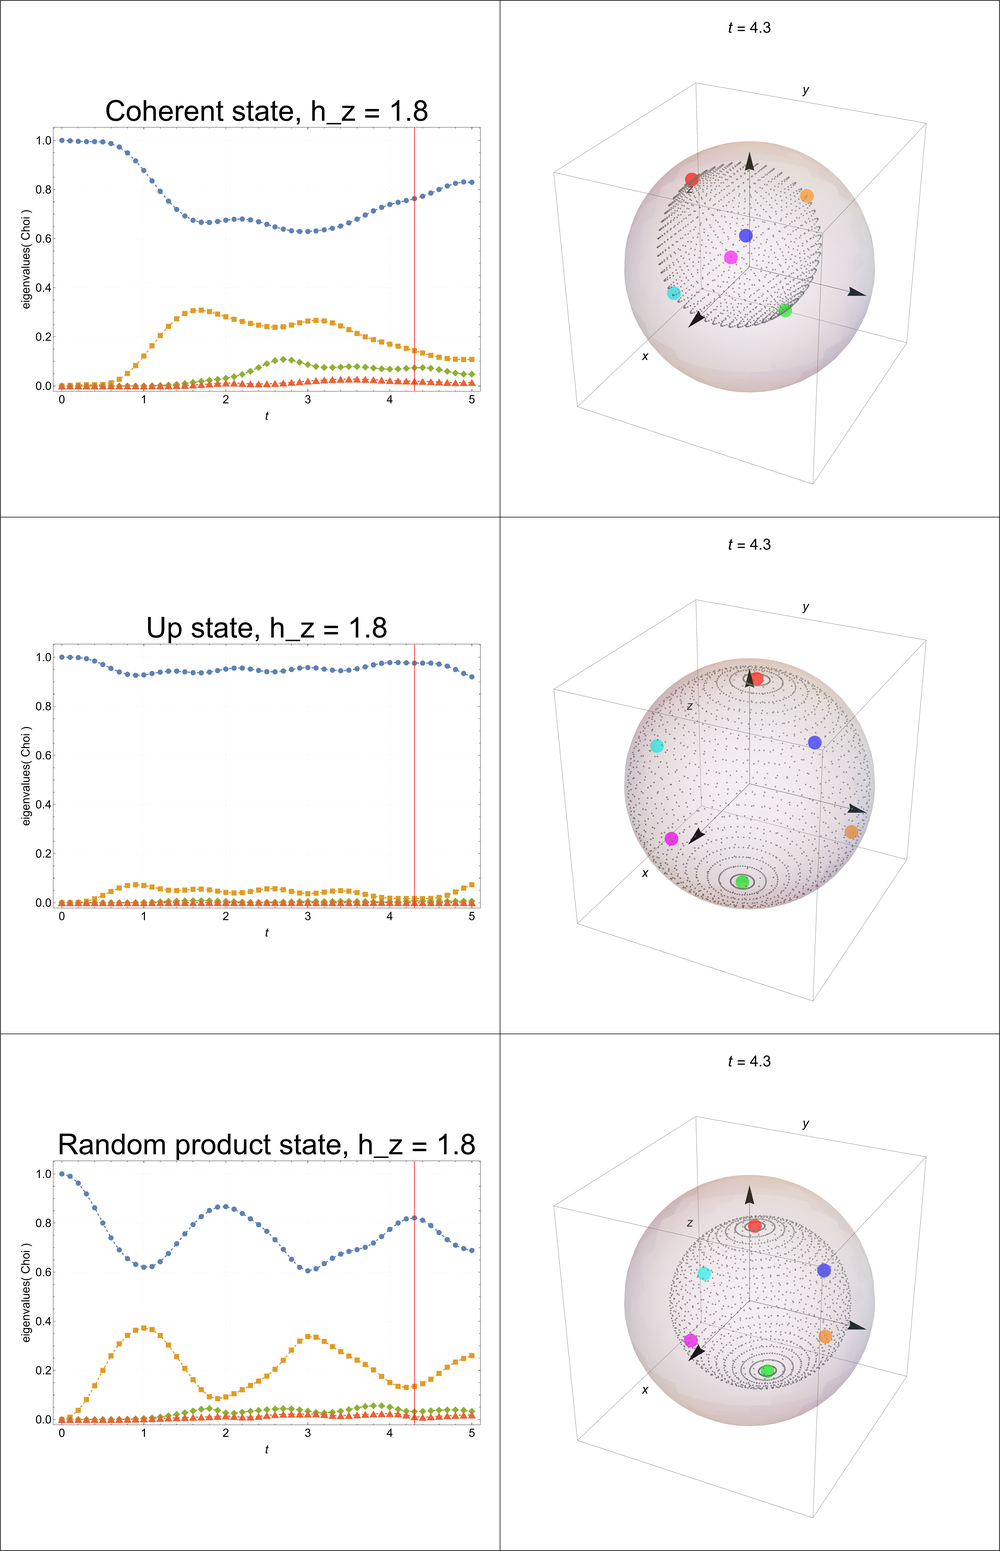 t = 4.3
Coherent state, h_z = 1.8
eigenvalues( Choi )
1.0
0.8
0.6
0.4
0.2
0.0
0 1 2 3 4 5
t
y
z
x
t = 4.3
Up state, h_z = 1.8
eigenvalues( Choi )
1.0
0.8
0.6
0.4
0.2
0.0
0 1 2 3 4 5
t
y
z
x
t = 4.3
Random product state, h_z = 1.8
eigenvalues( Choi )
1.0
0.8
0.6
0.4
0.2
0.0
0 1 2 3 4 5
t
y
z
x